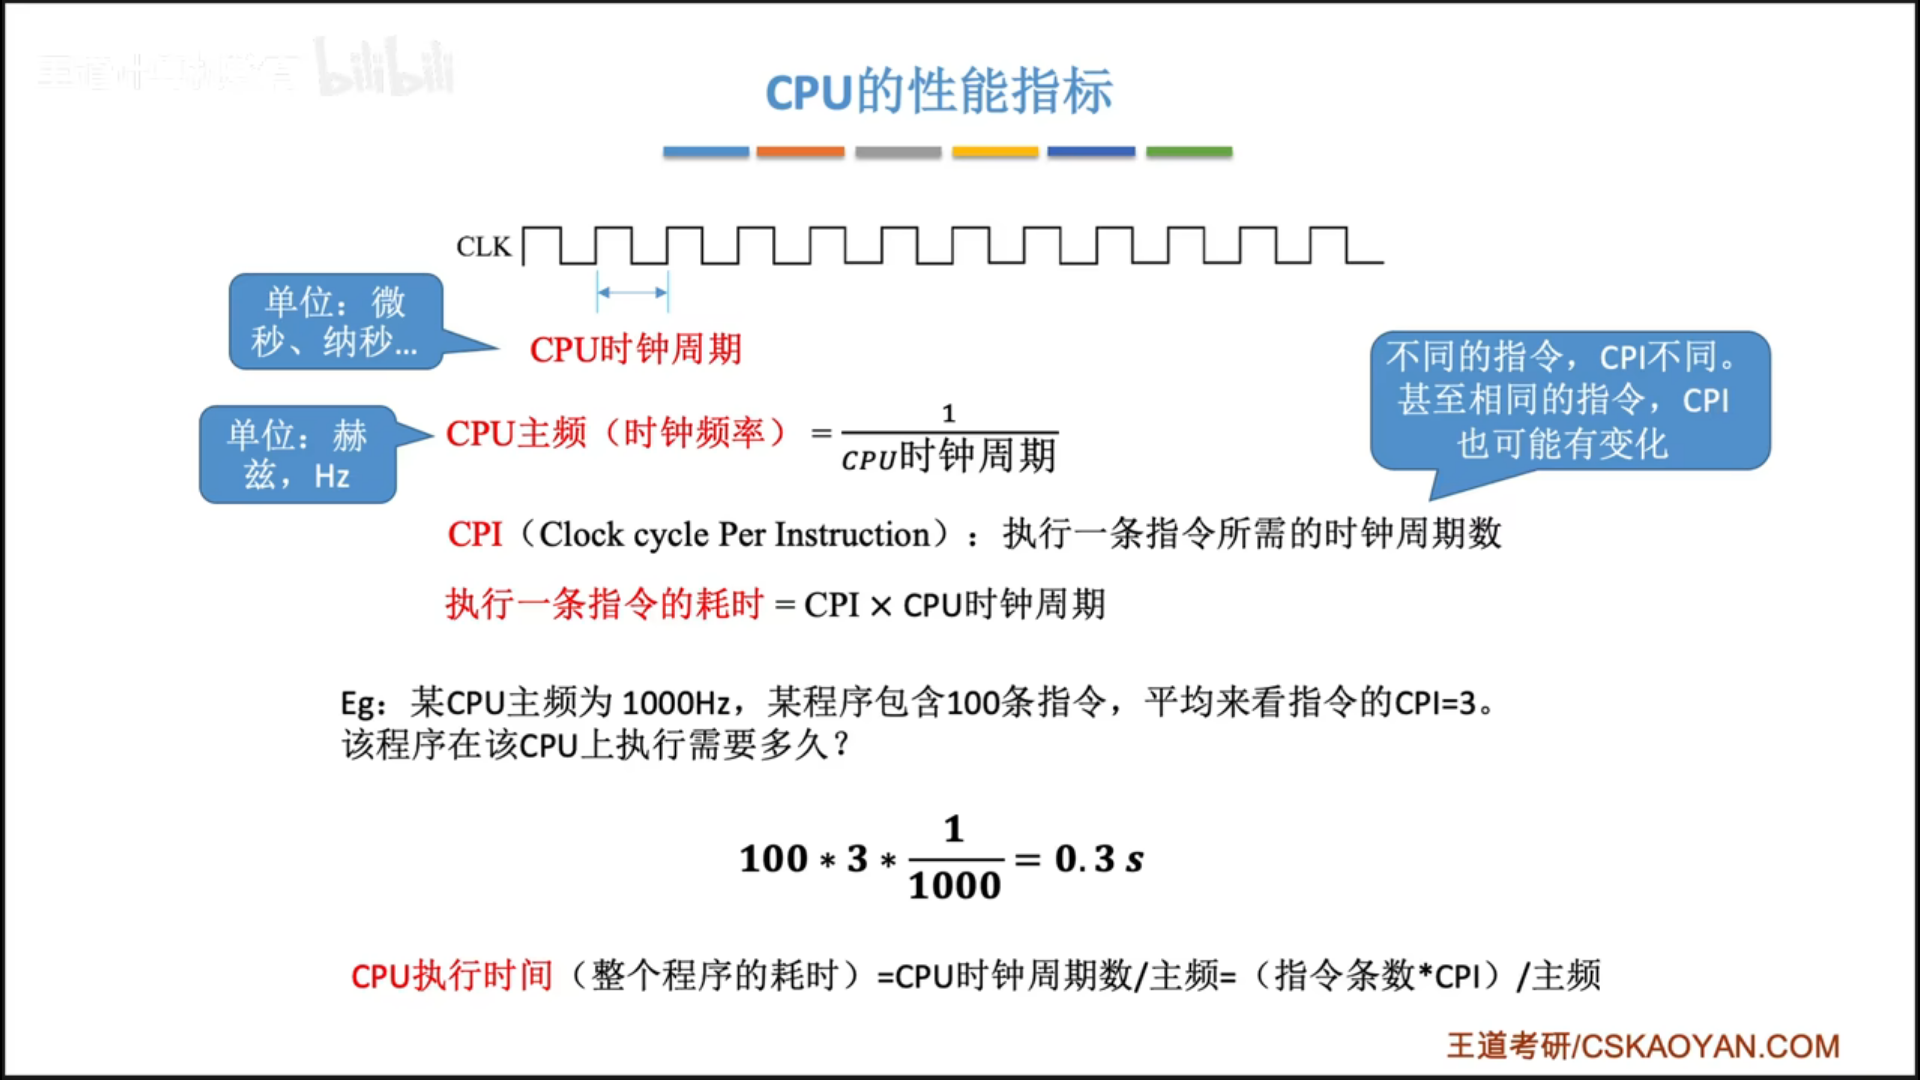 bilibili
CPU的性能指标
CLK
单位：微
秒、纳秒...
CPU时钟周期
不同的指令，CPI不同。
甚至相同的指令，CPI
也可能有变化
单位：赫
兹，Hz
CPU主频（时钟频率） = 1 / CPU时钟周期
CPI（Clock cycle Per Instruction）：执行一条指令所需的时钟周期数
执行一条指令的耗时 = CPI × CPU时钟周期
Eg：某CPU主频为 1000Hz，某程序包含100条指令，平均来看指令的CPI=3。
该程序在该CPU上执行需要多久？
100 * 3 * 1 / 1000 = 0.3 s
CPU执行时间（整个程序的耗时）=CPU时钟周期数/主频=（指令条数*CPI）/主频
王道考研/CSKAOYAN.COM